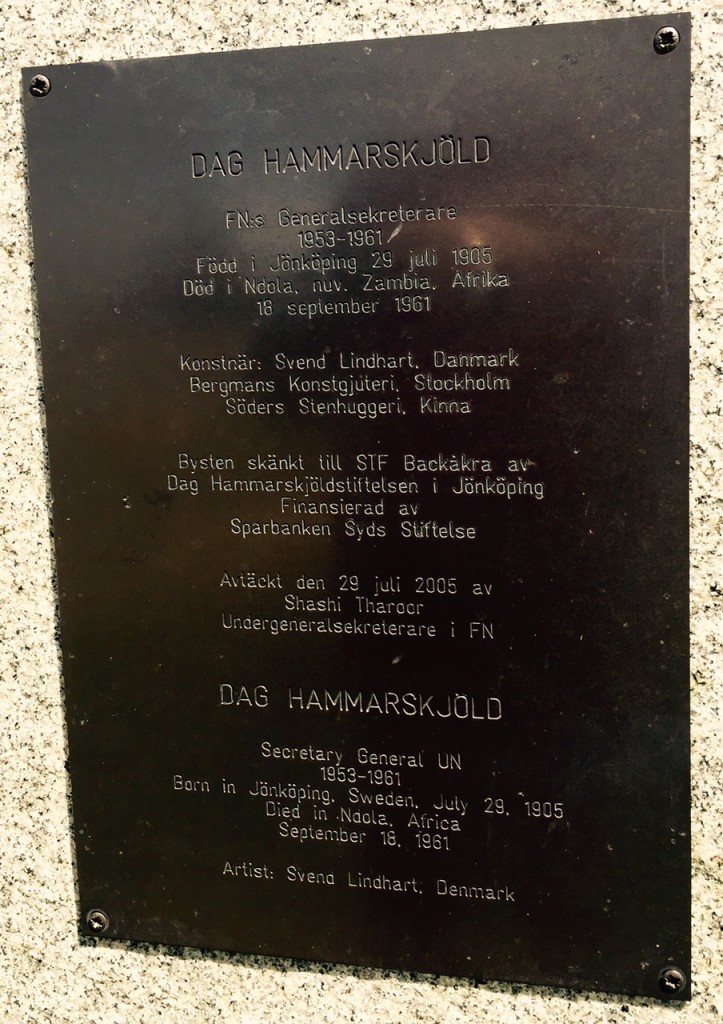 DAG HAMMARSKJÖLD
FN:s Generalsekreterare
1953-1961
Född i Jönköping 29 juli 1905
Död i Ndola, nuv. Zambia, Afrika
18 september 1961
Konstnär: Svend Lindhart, Danmark
Bergmans Konstgjuteri, Stockholm
Söders Stenhuggeri, Kinna
Bysten skänkt till STF Backåkra av
Dag Hammarskjöldstiftelsen i Jönköping
Finansierad av
Sparbanken Syds Stiftelse
Avtäckt den 29 juli 2005 av
Shashi Tharoor
Undergeneralsekreterare i FN
DAG HAMMARSKJÖLD
Secretary General UN
1953-1961
Born in Jönköping, Sweden, July 29, 1905
Died in Ndola, Africa
September 18, 1961
Artist: Svend Lindhart, Denmark